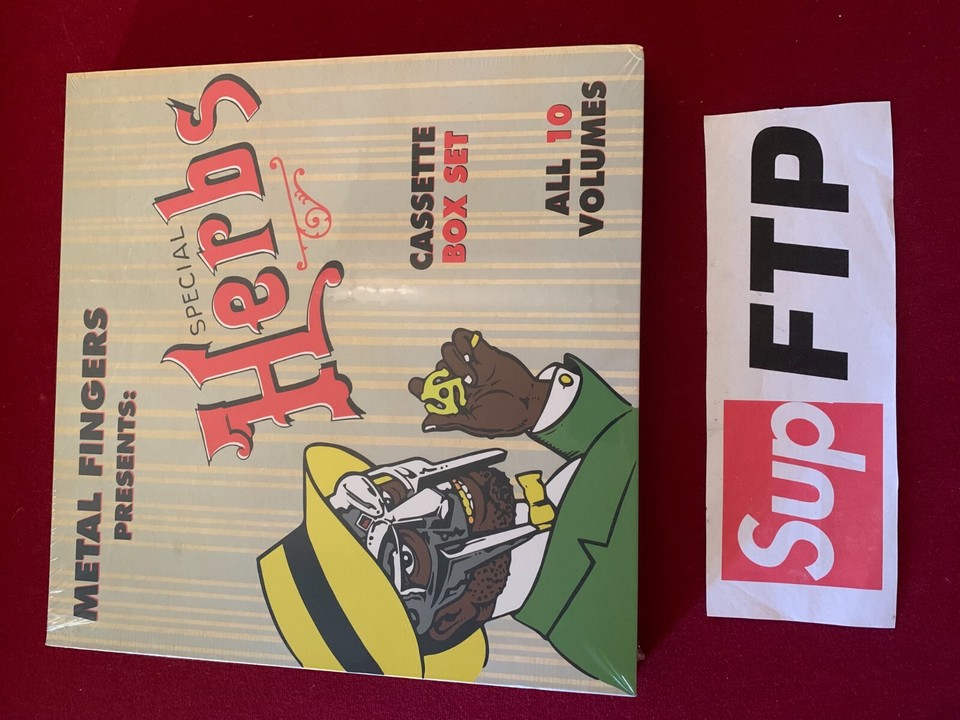 METAL FINGERS
PRESENTS:
SPECIAL
Herbs
CASSETTE
BOX SET
ALL 10
VOLUMES
Sup FTP